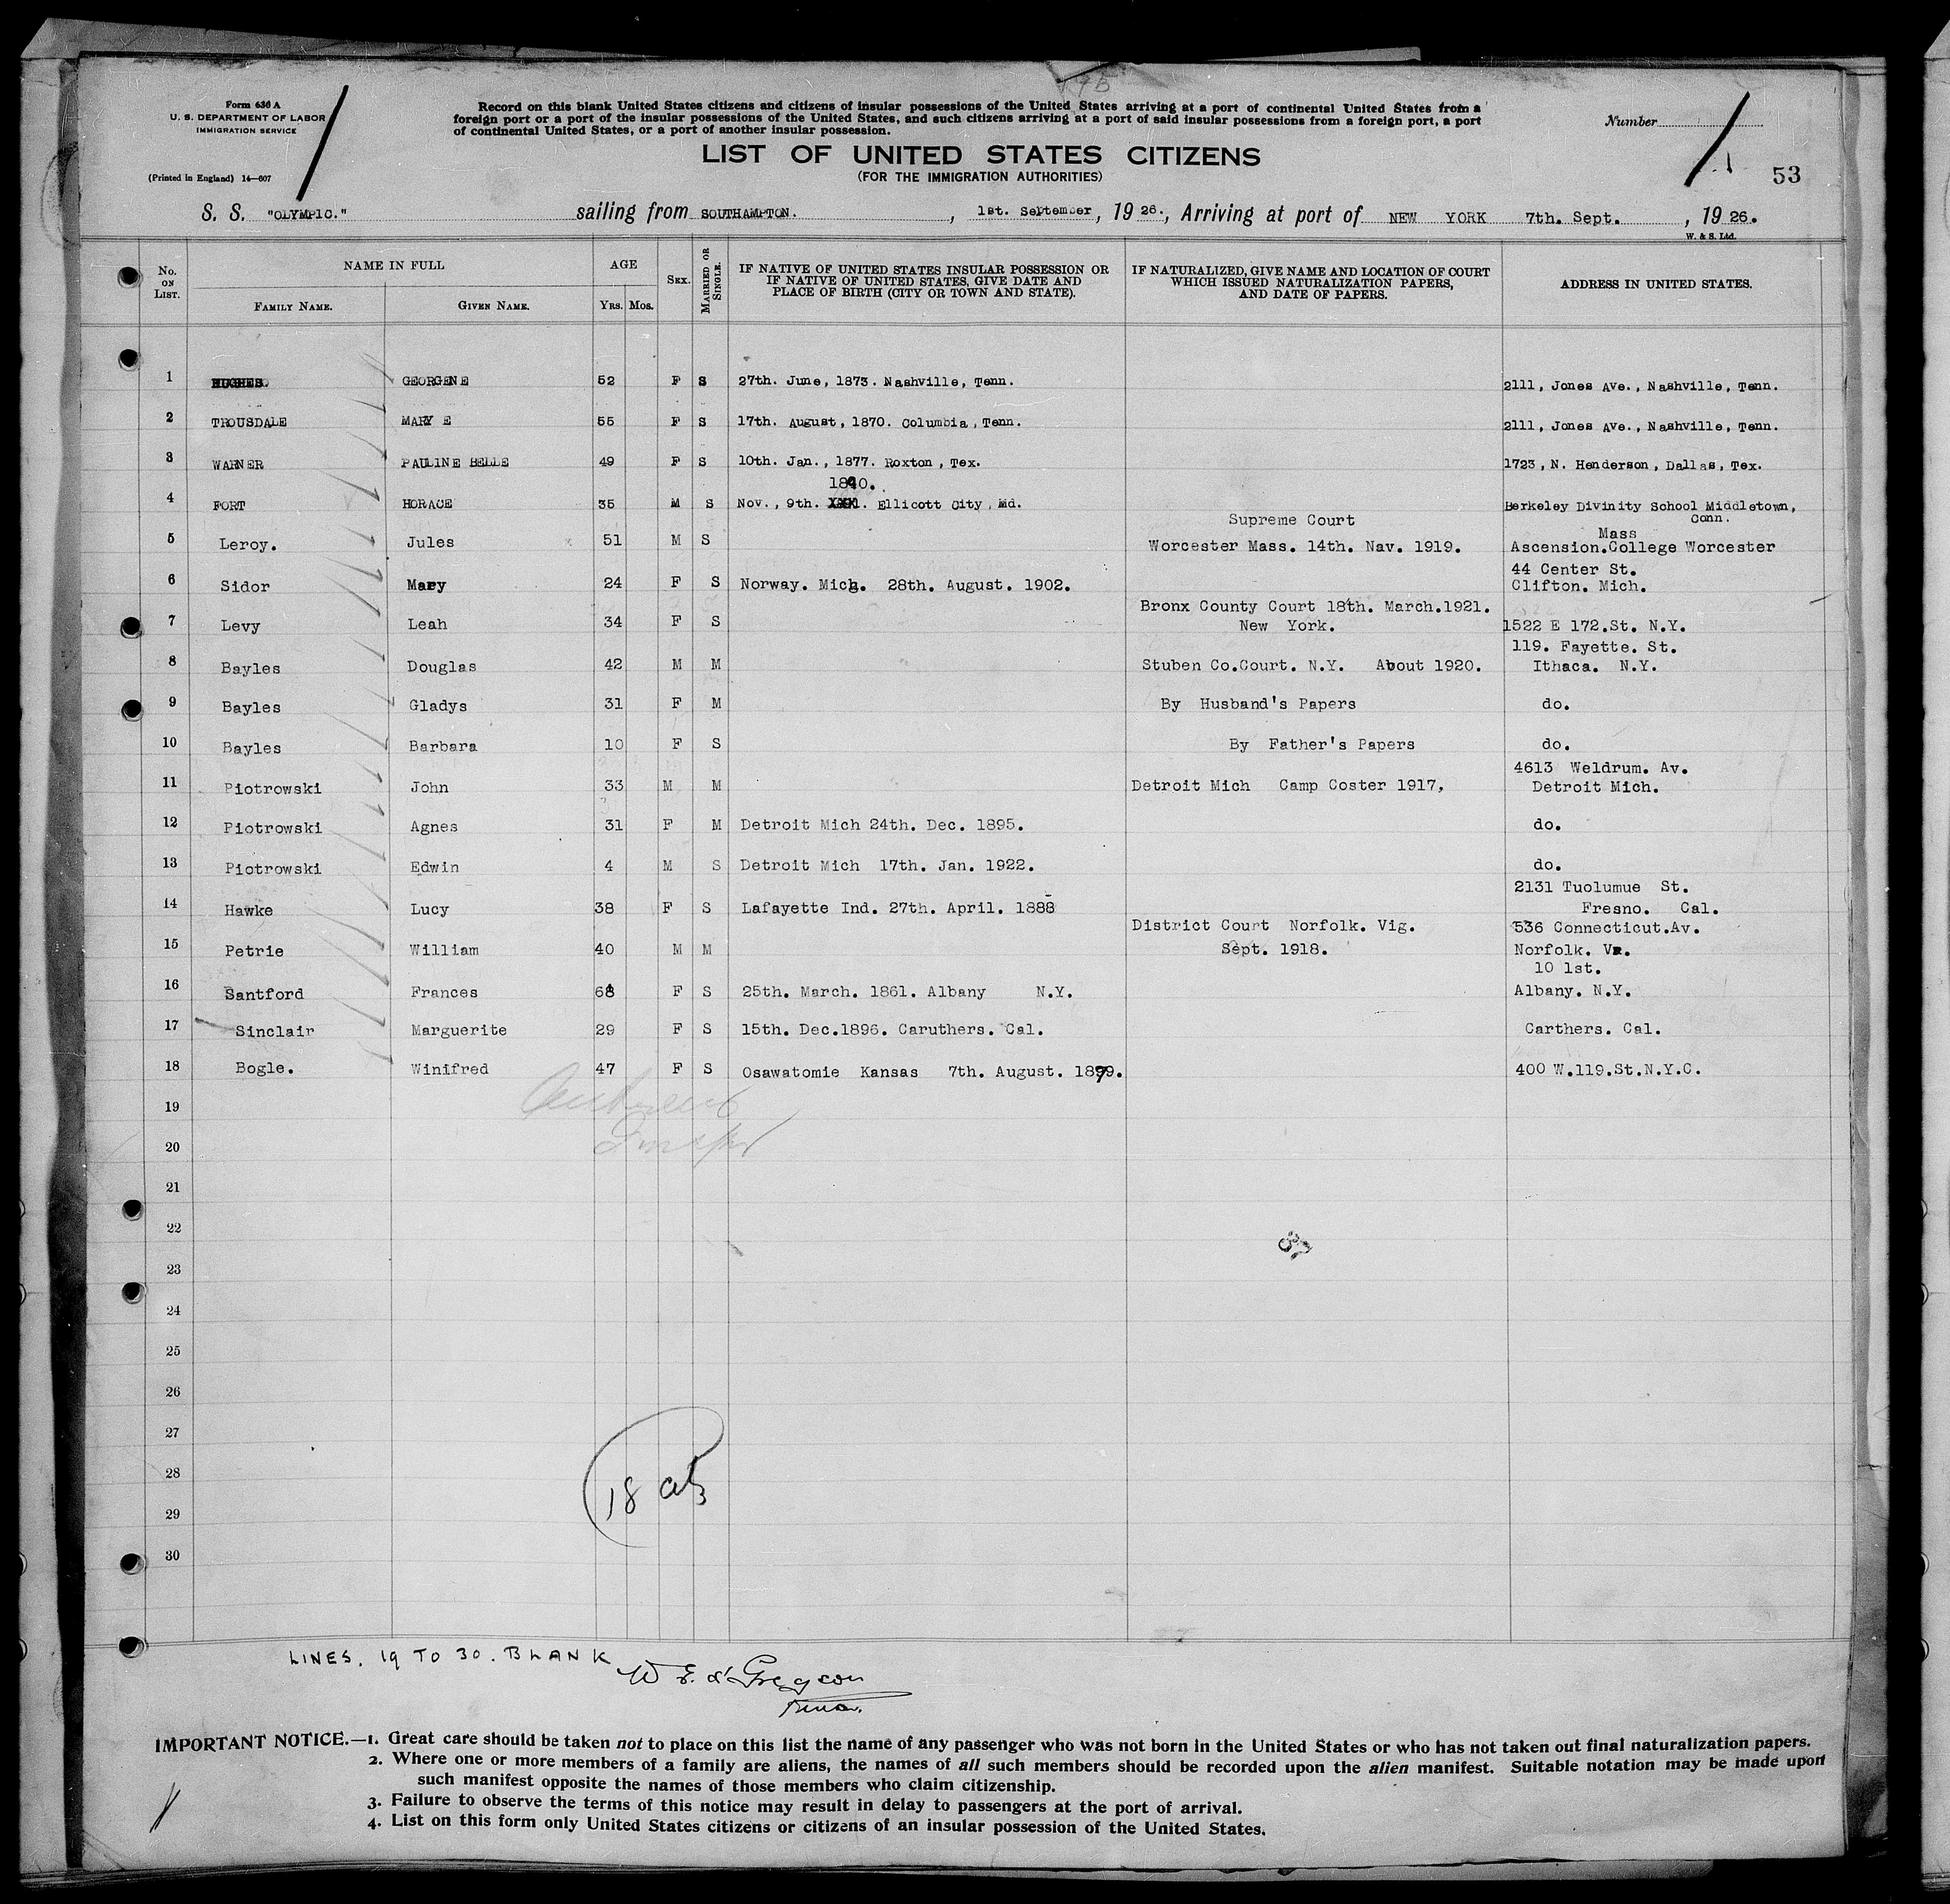 Form 630 A
U. S. DEPARTMENT OF LABOR
IMMIGRATION SERVICE
(Printed in England) 14—607
Record on this blank United States citizens and citizens of insular possessions of the United States arriving at a port of continental United States from a
foreign port or a port of the insular possessions of the United States, and such citizens arriving at a port of said insular possessions from a foreign port, a port
of continental United States, or a port of another insular possession.
Number
LIST OF UNITED STATES CITIZENS
(FOR THE IMMIGRATION AUTHORITIES)
53
S. S. "OLYMPIC." sailing from SOUTHAMPTON. , 1st. September, 19 26., Arriving at port of NEW YORK 7th. Sept. , 19 26.
W. & S. Ltd.
No. ON LIST. NAME IN FULL AGE SEX. MARRIED OR SINGLE. IF NATIVE OF UNITED STATES INSULAR POSSESSION OR IF NATIVE OF UNITED STATES, GIVE DATE AND PLACE OF BIRTH (CITY OR TOWN AND STATE). IF NATURALIZED, GIVE NAME AND LOCATION OF COURT WHICH ISSUED NATURALIZATION PAPERS, AND DATE OF PAPERS. ADDRESS IN UNITED STATES.
FAMILY NAME. GIVEN NAME. YRS. MOS.
1 HUGHES. GEORGENE 52 F S 27th. June, 1873. Nashville, Tenn. 2111, Jones Ave., Nashville, Tenn.
2 TROUSDALE MARY E 55 F S 17th. August, 1870. Columbia, Tenn. 2111, Jones Ave., Nashville, Tenn.
3 WARNER PAULINE BELLE 49 F S 10th. Jan., 1877. Roxton, Tex. 1723, N. Henderson, Dallas, Tex.
4 FORT HORACE 35 M S Nov., 9th. Ellicott City, Md. Berkeley Divinity School Middletown,
Conn.
Supreme Court Mass
5 Leroy. Jules 51 M S Worcester Mass. 14th. Nav. 1919. Ascension.College Worcester
44 Center St.
6 Sidor Mary 24 F S Norway. Mich. 28th. August. 1902. Clifton. Mich.
Bronx County Court 18th. March.1921.
7 Levy Leah 34 F S New York. 1522 E 172.St. N.Y.
119. Fayette. St.
8 Bayles Douglas 42 M M Stuben Co.Court. N.Y. About 1920. Ithaca. N.Y.
9 Bayles Gladys 31 F M By Husband's Papers do.
10 Bayles Barbara 10 F S By Father's Papers do.
4613 Weldrum. Av.
11 Piotrowski John 33 M M Detroit Mich Camp Coster 1917, Detroit Mich.
12 Piotrowski Agnes 31 F M Detroit Mich 24th. Dec. 1895. do.
13 Piotrowski Edwin 4 M S Detroit Mich 17th. Jan. 1922. do.
2131 Tuolumue St.
14 Hawke Lucy 38 F S Lafayette Ind. 27th. April. 1888 Fresno. Cal.
District Court Norfolk. Vig. 536 Connecticut.Av.
15 Petrie William 40 M M Sept. 1918. Norfolk. Va.
10 1st.
16 Santford Frances F S 25th. March. 1861. Albany N.Y. Albany. N.Y.
17 Sinclair Marguerite 29 F S 15th. Dec.1896. Caruthers. Cal. Carthers. Cal.
18 Bogle. Winifred 47 F S Osawatomie Kansas 7th. August. 1879. 400 W.119.St.N.Y.C.
19
20
21
22
23
24
25
26
27
28
29
30
37
LINES, 19 TO 30. BLANK
IMPORTANT NOTICE.—1. Great care should be taken not to place on this list the name of any passenger who was not born in the United States or who has not taken out final naturalization papers.
2. Where one or more members of a family are aliens, the names of all such members should be recorded upon the alien manifest. Suitable notation may be made upon
such manifest opposite the names of those members who claim citizenship.
3. Failure to observe the terms of this notice may result in delay to passengers at the port of arrival.
4. List on this form only United States citizens or citizens of an insular possession of the United States.